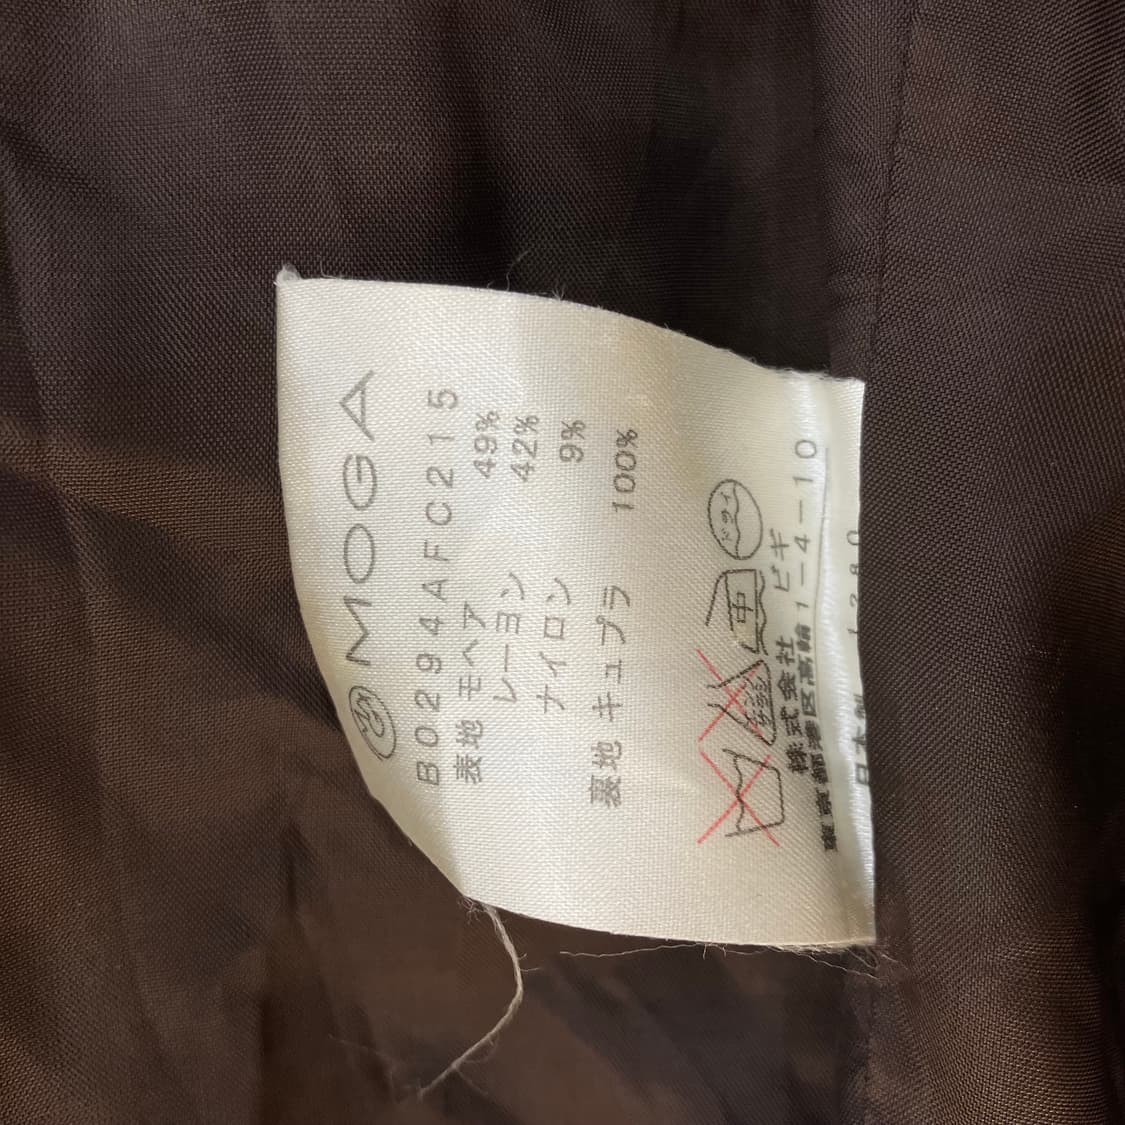 MOGA
B0294AFC215
表地 モヘア 49%
レーヨン 42%
ナイロン 9%
裏地 キュプラ 100%
中 ドライ
株式会社 ビギ
東京都港区高輪1-4-10
日本製 1280